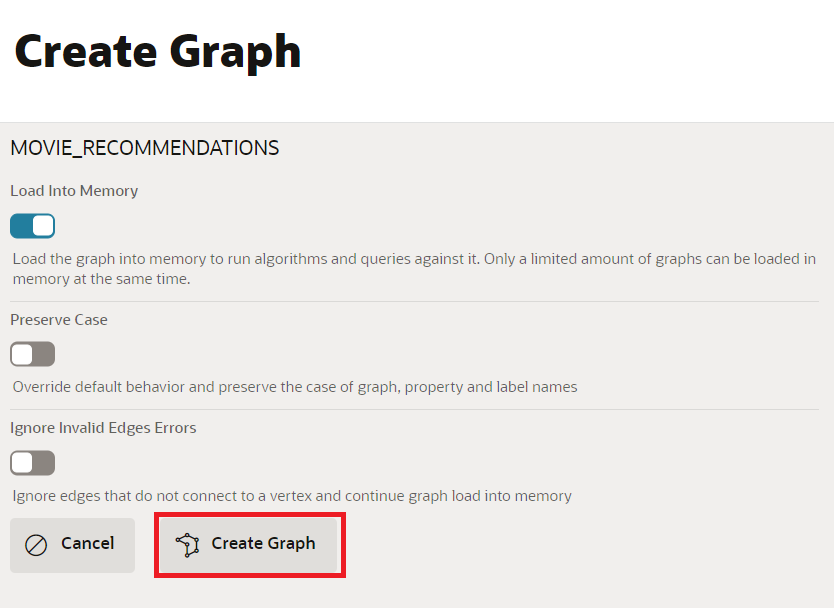 Create Graph
MOVIE_RECOMMENDATIONS
Load Into Memory
Load the graph into memory to run algorithms and queries against it. Only a limited amount of graphs can be loaded in
memory at the same time.
Preserve Case
Override default behavior and preserve the case of graph, property and label names
Ignore Invalid Edges Errors
Ignore edges that do not connect to a vertex and continue graph load into memory
Cancel Create Graph